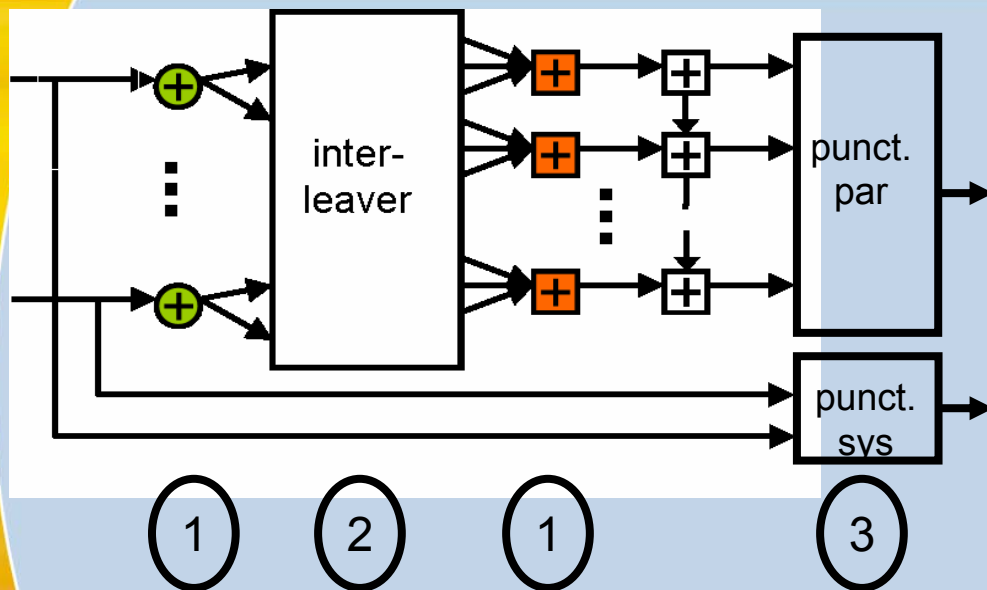 inter-
leaver
punct.
par
punct.
sys
1
2
1
3